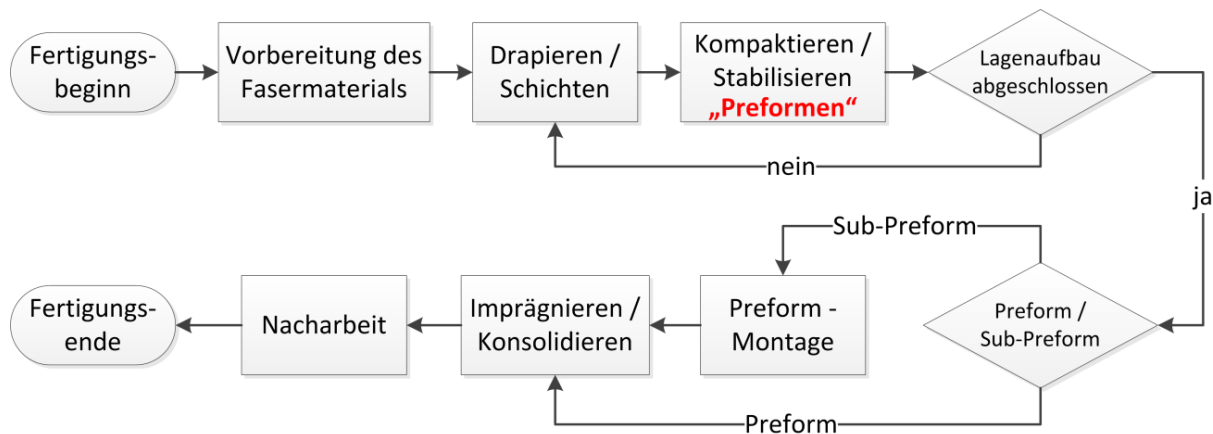 Fertigungs-
beginn
Vorbereitung des
Fasermaterials
Drapieren /
Schichten
Kompaktieren /
Stabilisieren
„Preformen“
Lagenaufbau
abgeschlossen
nein
ja
Sub-Preform
Fertigungs-
ende
Nacharbeit
Imprägnieren /
Konsolidieren
Preform -
Montage
Preform /
Sub-Preform
Preform